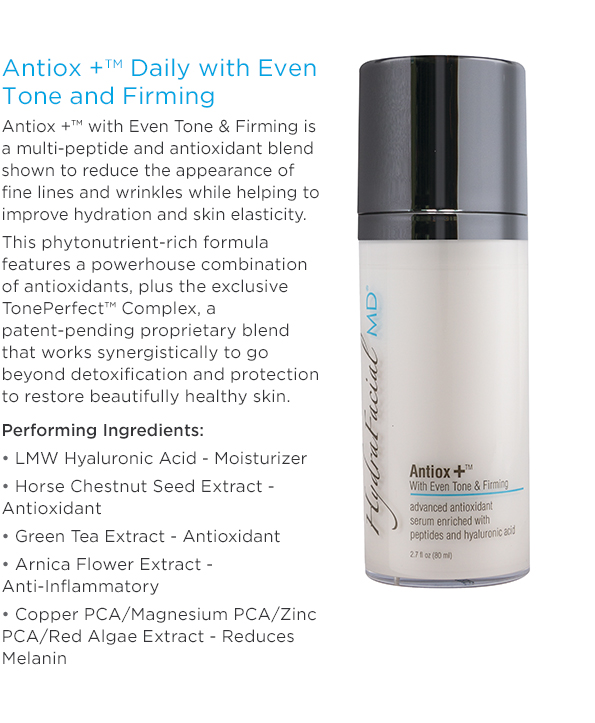 Antiox +™ Daily with Even
Tone and Firming
Antiox +™ with Even Tone & Firming is
a multi-peptide and antioxidant blend
shown to reduce the appearance of
fine lines and wrinkles while helping to
improve hydration and skin elasticity.
This phytonutrient-rich formula
features a powerhouse combination
of antioxidants, plus the exclusive
TonePerfect™ Complex, a
patent-pending proprietary blend
that works synergistically to go
beyond detoxification and protection
to restore beautifully healthy skin.
Performing Ingredients:
• LMW Hyaluronic Acid - Moisturizer
• Horse Chestnut Seed Extract -
Antioxidant
• Green Tea Extract - Antioxidant
• Arnica Flower Extract -
Anti-Inflammatory
• Copper PCA/Magnesium PCA/Zinc
PCA/Red Algae Extract - Reduces
Melanin
HydraFacial MD™
Antiox+™
With Even Tone & Firming
advanced antioxidant
serum enriched with
peptides and hyaluronic acid
2.7 fl oz (80 ml)